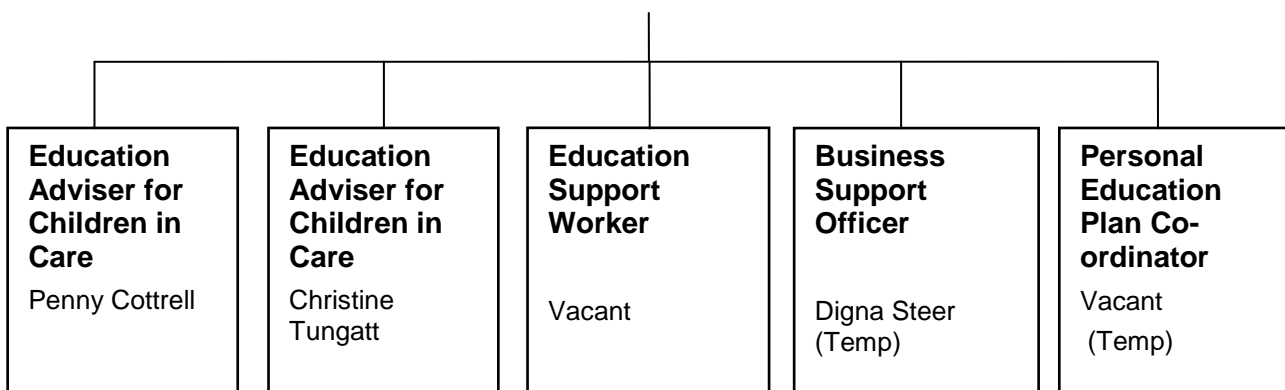 Education
Adviser for
Children in
Care
Penny Cottrell
Education
Adviser for
Children in
Care
Christine
Tungatt
Education
Support
Worker
Vacant
Business
Support
Officer
Digna Steer
(Temp)
Personal
Education
Plan Co-
ordinator
Vacant
(Temp)